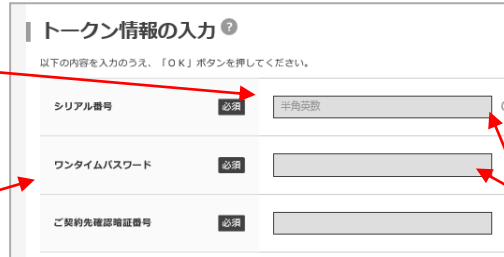 トークン情報の入力 ?
以下の内容を入力のうえ、「OK」ボタンを押してください。
シリアル番号 必須 半角英数
ワンタイムパスワード 必須
ご契約先確認暗証番号 必須